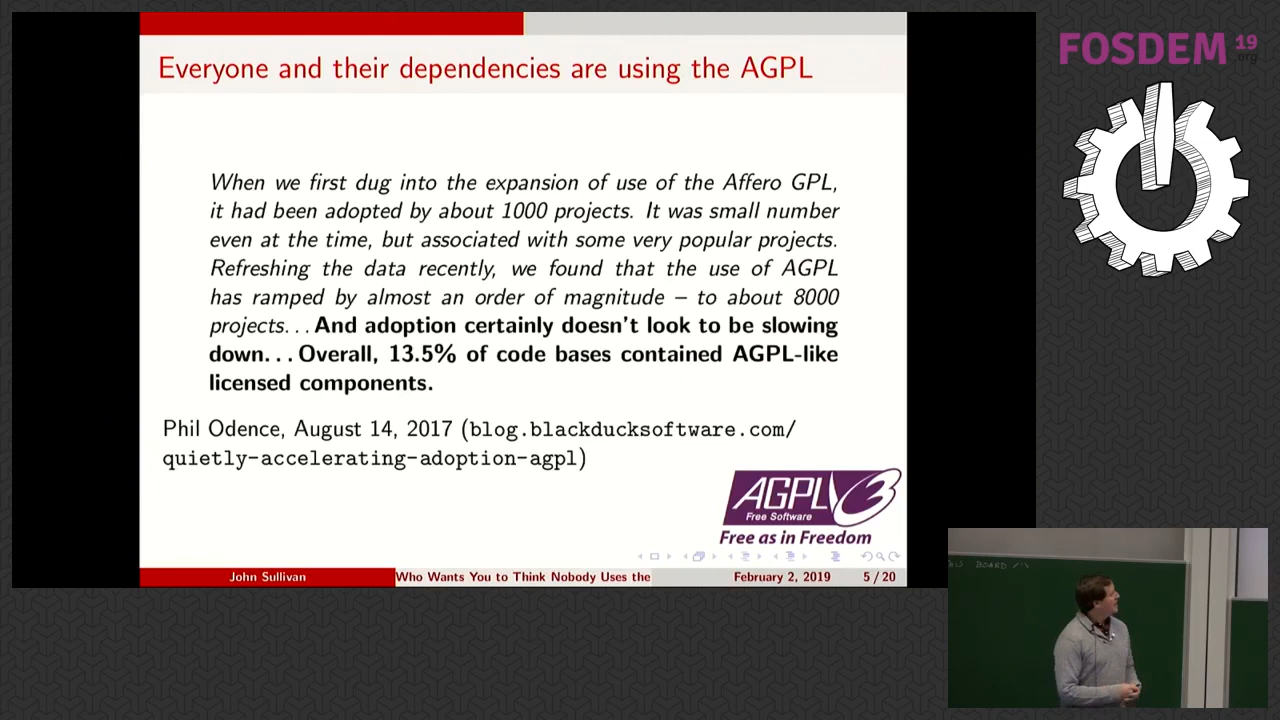 FOSDEM 19
.org
Everyone and their dependencies are using the AGPL
When we first dug into the expansion of use of the Affero GPL,
it had been adopted by about 1000 projects. It was small number
even at the time, but associated with some very popular projects.
Refreshing the data recently, we found that the use of AGPL
has ramped by almost an order of magnitude – to about 8000
projects. . . And adoption certainly doesn't look to be slowing
down. . . Overall, 13.5% of code bases contained AGPL-like
licensed components.
Phil Odence, August 14, 2017 (blog.blackducksoftware.com/
quietly-accelerating-adoption-agpl)
AGPLv3
Free Software
Free as in Freedom
John Sullivan
Who Wants You to Think Nobody Uses the
February 2, 2019
5 / 20
BOARD